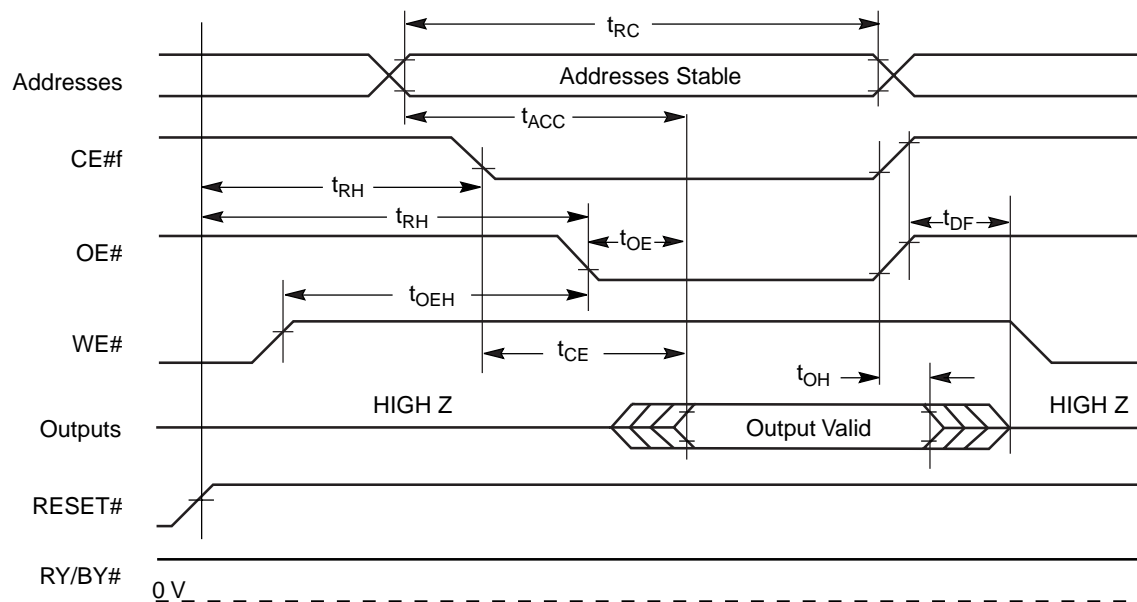 tRC
Addresses
Addresses Stable
tACC
CE#f
tRH
tRH
tOE
tDF
OE#
tOEH
WE#
tCE
tOH
HIGH Z
HIGH Z
Outputs
Output Valid
RESET#
RY/BY#
0 V